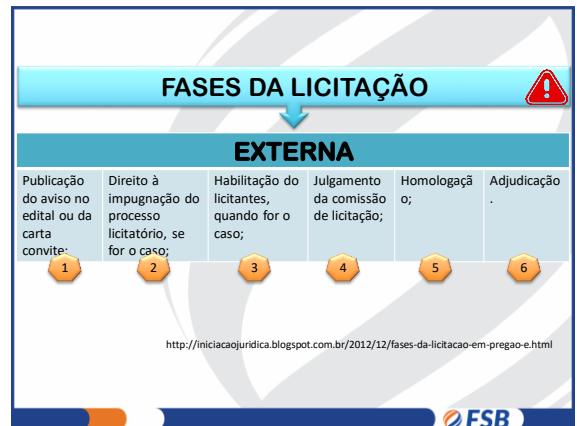 FASES DA LICITAÇÃO
EXTERNA
Publicação
do aviso no
edital ou da
carta
convite;
1
Direito à
impugnação do
processo
licitatório, se
for o caso;
2
Habilitação do
licitantes,
quando for o
caso;
3
Julgamento
da comissão
de licitação;
4
Homologaçã
o;
5
Adjudicação
.
6
http://iniciacaojuridica.blogspot.com.br/2012/12/fases-da-licitacao-em-pregao-e.html
FSB